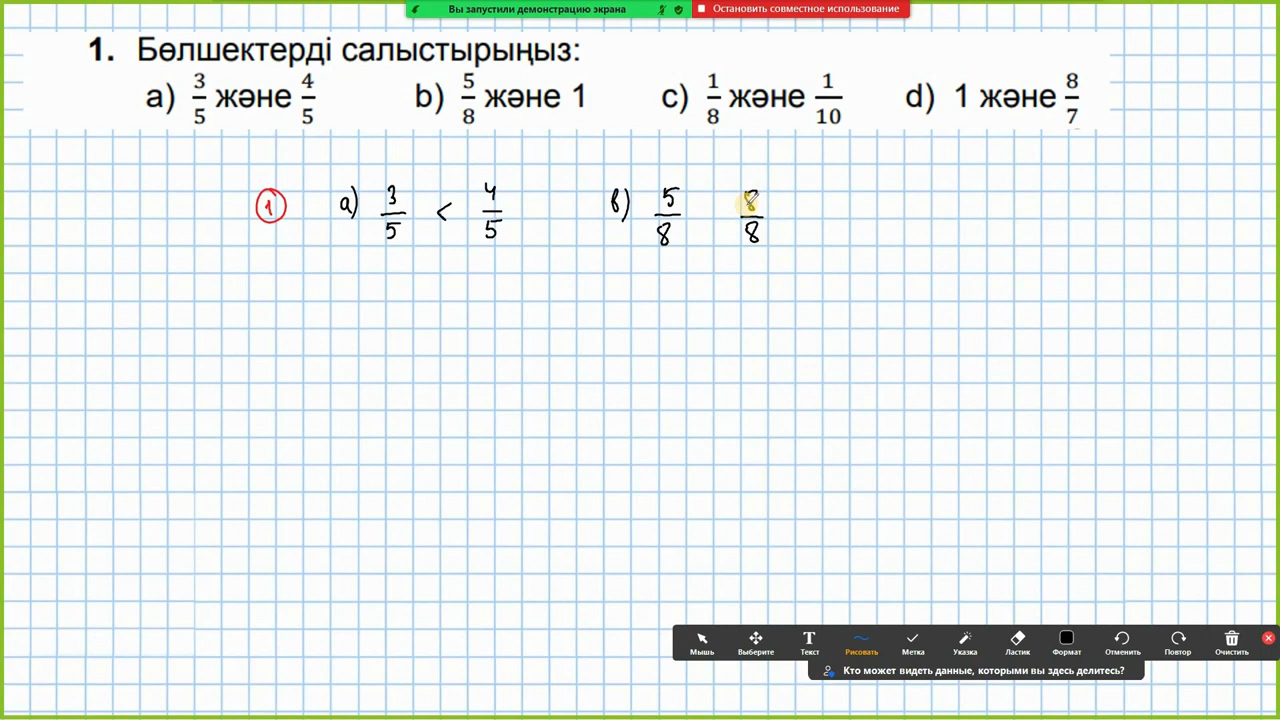 Вы запустили демонстрацию экрана Остановить совместное использование
1. Бөлшектерді салыстырыңыз:
a) 3/5 және 4/5 b) 5/8 және 1 c) 1/8 және 1/10 d) 1 және 8/7
1 a) 3/5 < 4/5 в) 5/8 8/8
Мышь Выберите Текст Рисовать Метка Указка Ластик Формат Отменить Повтор Очистить
Кто может видеть данные, которыми вы здесь делитесь?